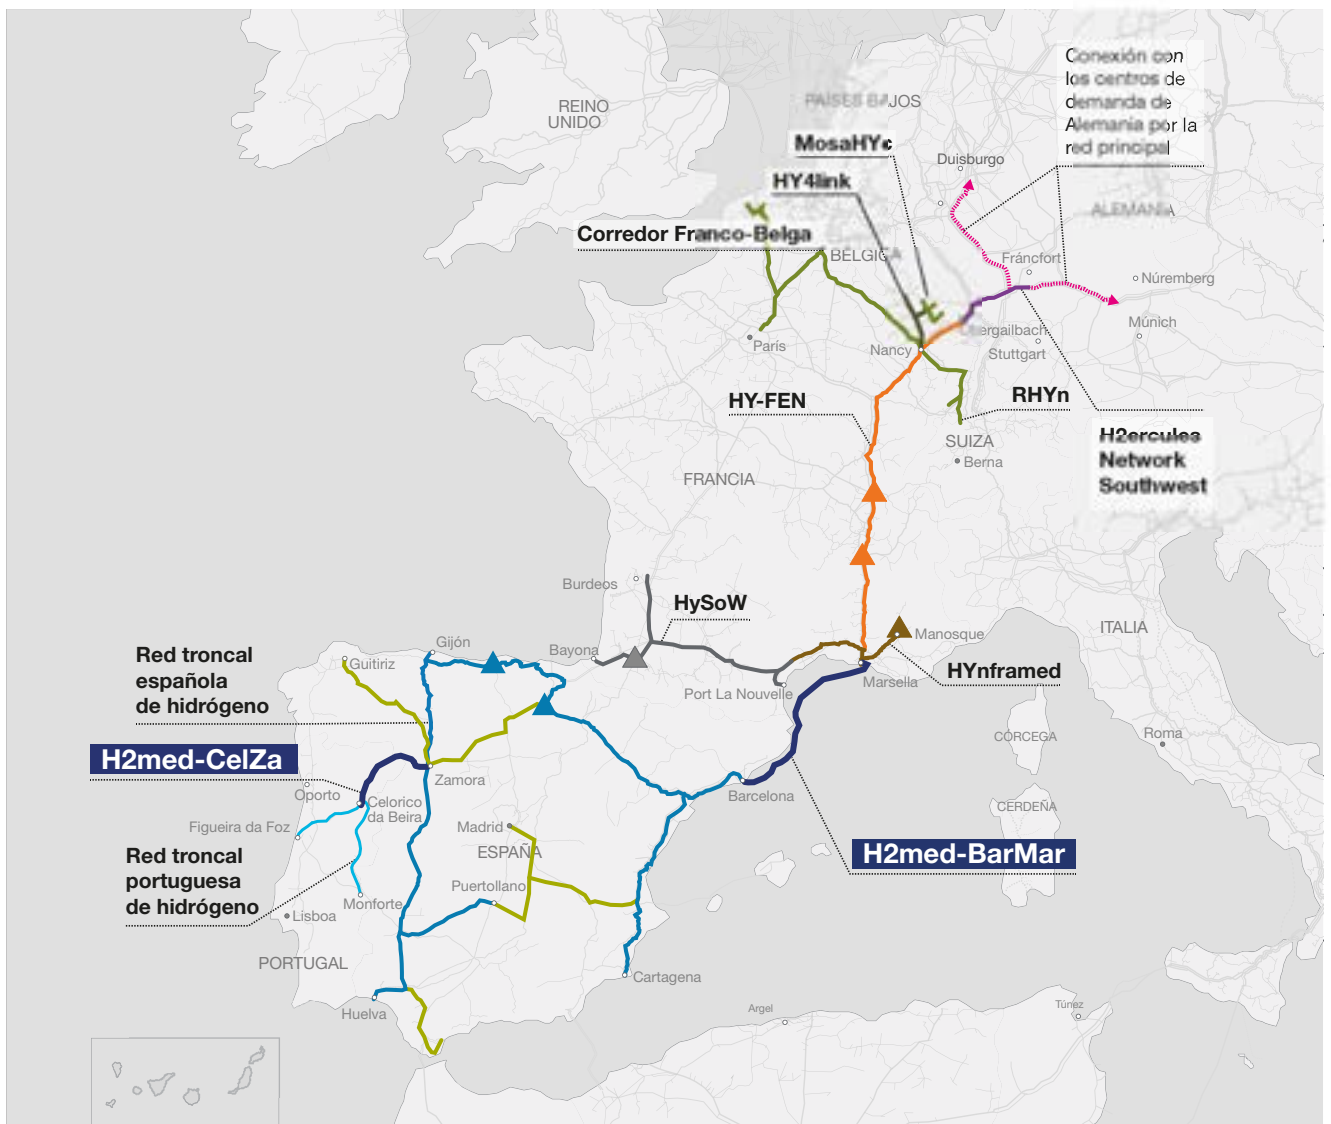 Conexión con
los centros de
demanda de
Alemania por la
red principal
REINO
UNIDO
PAÍSES BAJOS
MosaHYc
Duisburgo
HY4link
ALEMANIA
Corredor Franco-Belga
BÉLGICA
Fráncfort
Núremberg
Múnich
Obergailbach
París
Nancy
Stuttgart
HY-FEN
RHYn
SUIZA
Berna
H2ercules
Network
Southwest
FRANCIA
Burdeos
HySoW
Manosque
ITALIA
Gijón
Bayona
Guitiriz
Red troncal
española
de hidrógeno
Port La Nouvelle
Marsella
HYnframed
CÓRCEGA
Roma
H2med-CelZa
Zamora
Oporto
Celorico
da Beira
Barcelona
CERDEÑA
Figueira da Foz
Madrid
ESPAÑA
Red troncal
portuguesa
de hidrógeno
H2med-BarMar
Puertollano
Monforte
Lisboa
PORTUGAL
Cartagena
Huelva
Argel
Túnez